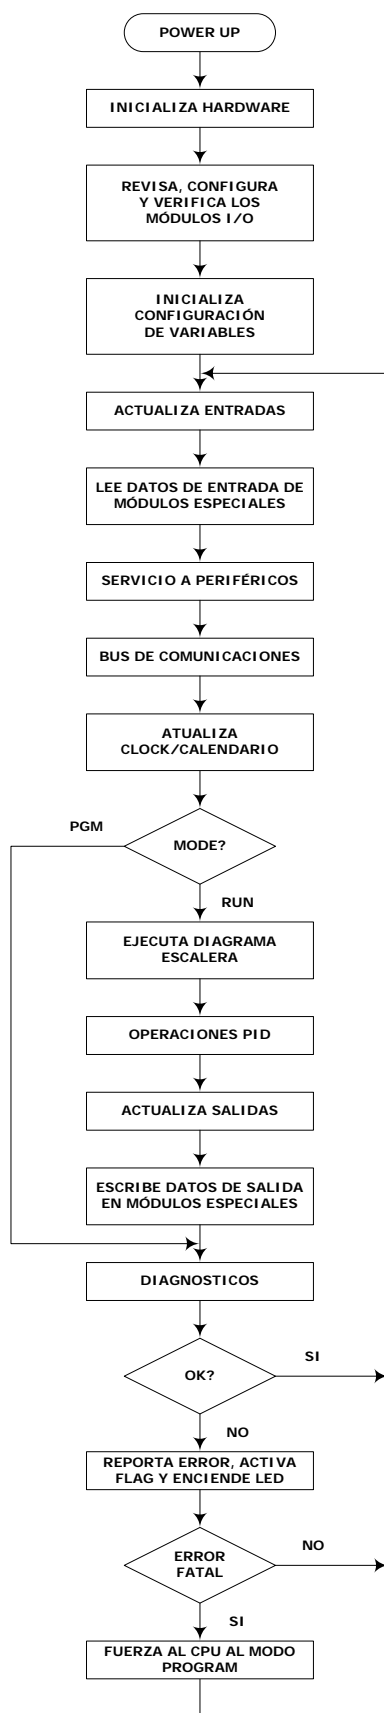 POWER UP
INICIALIZA HARDWARE
REVISA, CONFIGURA
Y VERIFICA LOS
MÓDULOS I/O
INICIALIZA
CONFIGURACIÓN
DE VARIABLES
ACTUALIZA ENTRADAS
LEE DATOS DE ENTRADA DE
MÓDULOS ESPECIALES
SERVICIO A PERIFÉRICOS
BUS DE COMUNICACIONES
ATUALIZA
CLOCK/CALENDARIO
PGM
MODE?
RUN
EJECUTA DIAGRAMA
ESCALERA
OPERACIONES PID
ACTUALIZA SALIDAS
ESCRIBE DATOS DE SALIDA
EN MÓDULOS ESPECIALES
DIAGNOSTICOS
OK?
SI
NO
REPORTA ERROR, ACTIVA
FLAG Y ENCIENDE LED
ERROR
FATAL
NO
SI
FUERZA AL CPU AL MODO
PROGRAM